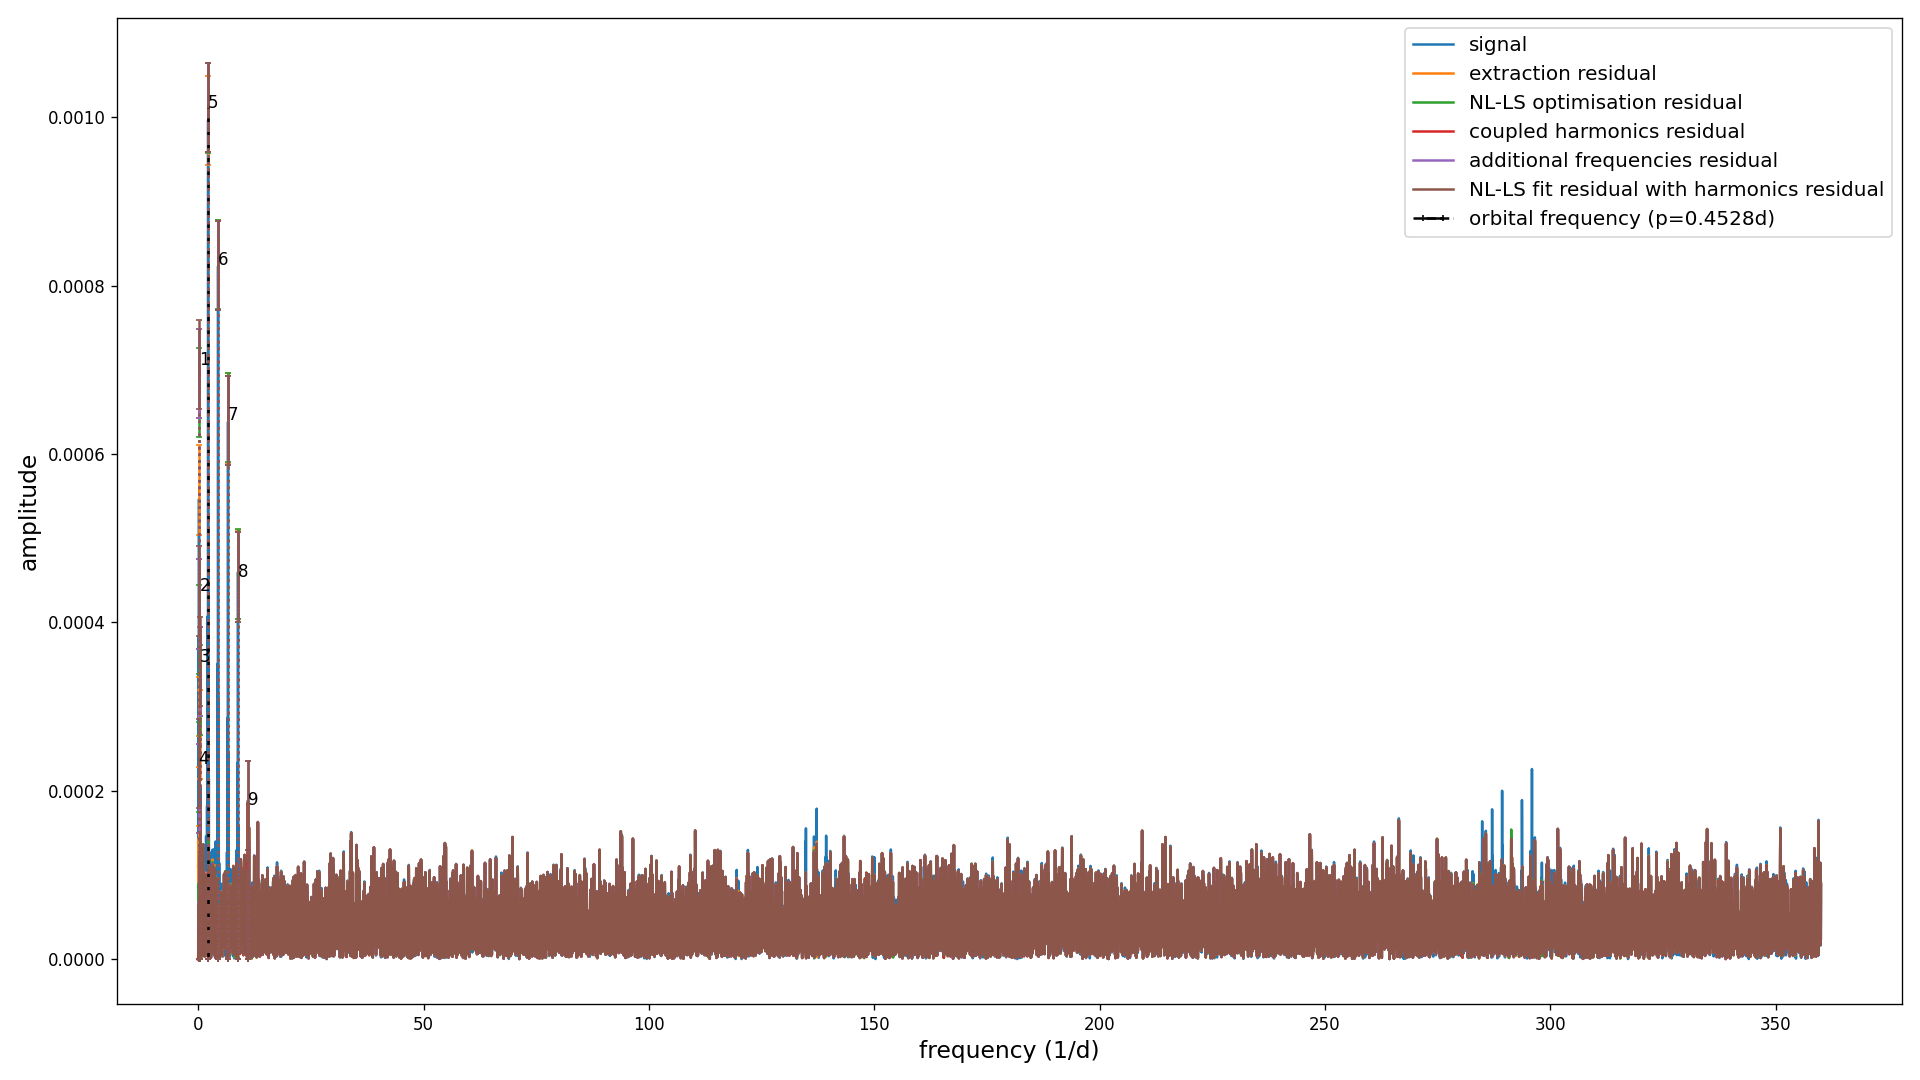 signal
extraction residual
NL-LS optimisation residual
coupled harmonics residual
additional frequencies residual
NL-LS fit residual with harmonics residual
orbital frequency (p=0.4528d)
0.0010
0.0008
0.0006
0.0004
0.0002
0.0000
amplitude
5
6
1
7
8
2
3
4
9
0
50
100
150
200
250
300
350
frequency (1/d)